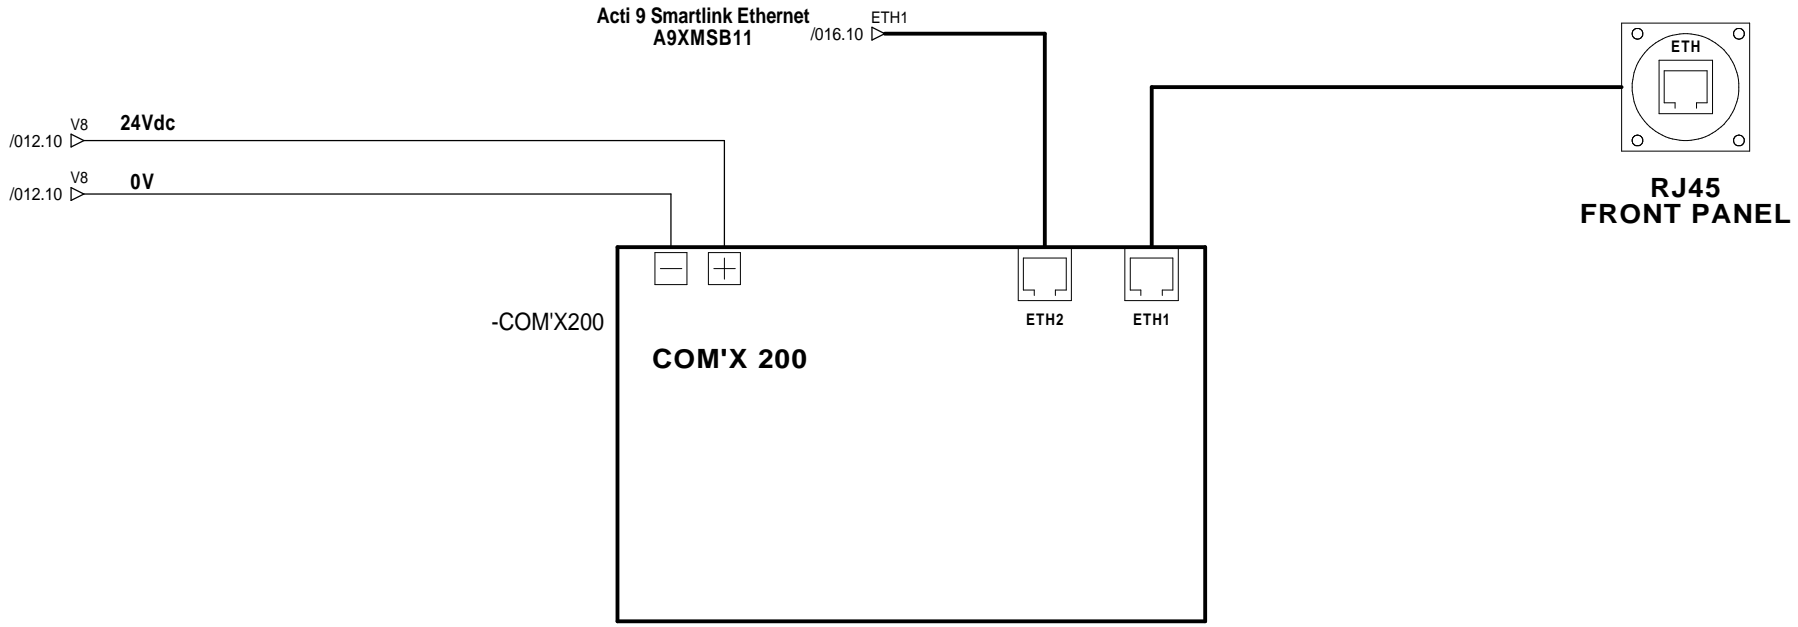 Acti 9 Smartlink Ethernet
A9XMSB11
ETH1
/016.10
ETH
V8
24Vdc
/012.10
V8
0V
/012.10
RJ45
FRONT PANEL
-COM'X200
ETH2
ETH1
COM'X 200